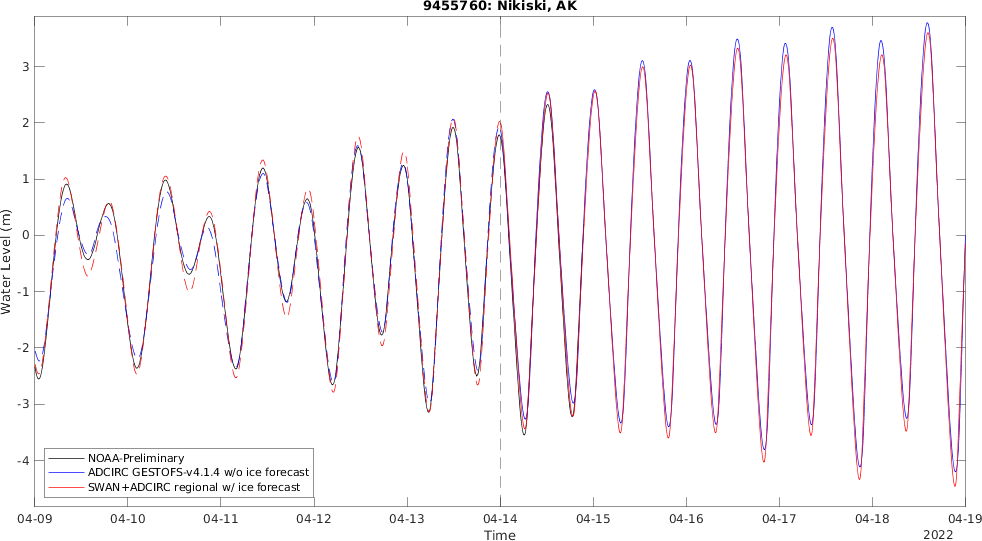 9455760: Nikiski, AK
Water Level (m)
3
2
1
0
-1
-2
-3
-4
NOAA-Preliminary
ADCIRC GESTOFS-v4.1.4 w/o ice forecast
SWAN+ADCIRC regional w/ ice forecast
04-09 04-10 04-11 04-12 04-13 04-14 04-15 04-16 04-17 04-18 04-19
Time
2022